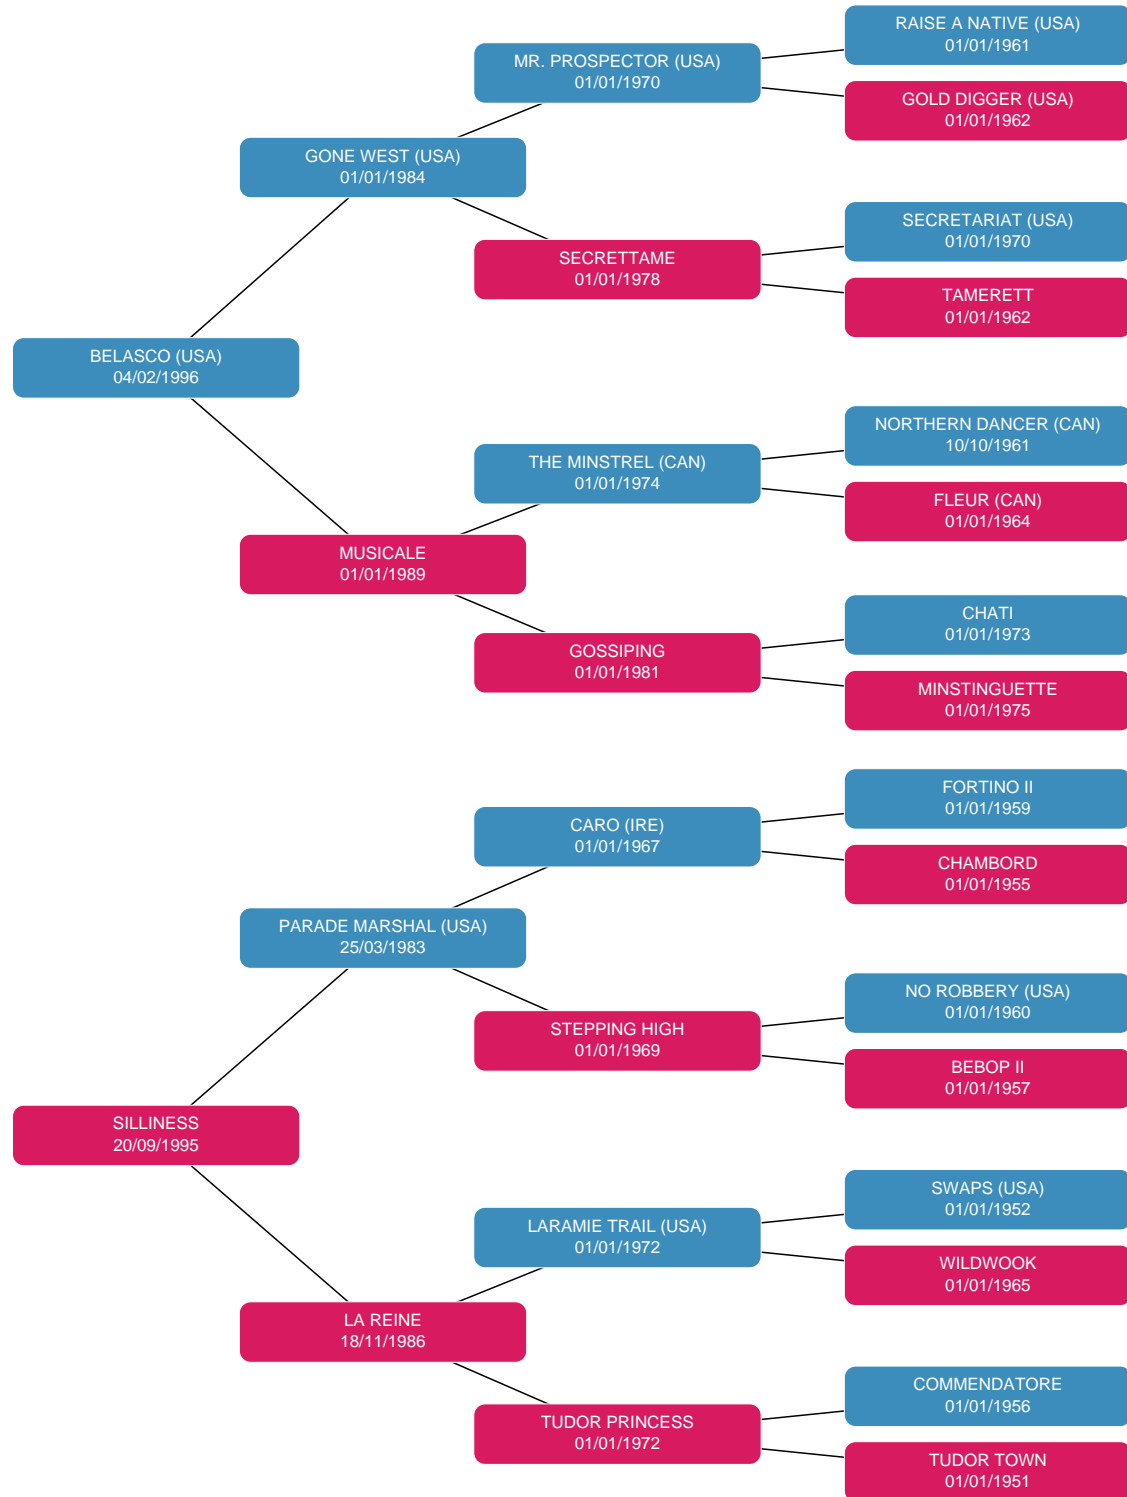 RAISE A NATIVE (USA)
01/01/1961
MR. PROSPECTOR (USA)
01/01/1970
GOLD DIGGER (USA)
01/01/1962
GONE WEST (USA)
01/01/1984
SECRETARIAT (USA)
01/01/1970
SECRETTAME
01/01/1978
TAMERETT
01/01/1962
BELASCO (USA)
04/02/1996
NORTHERN DANCER (CAN)
10/10/1961
THE MINSTREL (CAN)
01/01/1974
FLEUR (CAN)
01/01/1964
MUSICALE
01/01/1989
CHATI
01/01/1973
GOSSIPING
01/01/1981
MINSTINGUETTE
01/01/1975
FORTINO II
01/01/1959
CARO (IRE)
01/01/1967
CHAMBORD
01/01/1955
PARADE MARSHAL (USA)
25/03/1983
NO ROBBERY (USA)
01/01/1960
STEPPING HIGH
01/01/1969
BEBOP II
01/01/1957
SILLINESS
20/09/1995
SWAPS (USA)
01/01/1952
LARAMIE TRAIL (USA)
01/01/1972
WILDWOOK
01/01/1965
LA REINE
18/11/1986
COMMENDATORE
01/01/1956
TUDOR PRINCESS
01/01/1972
TUDOR TOWN
01/01/1951